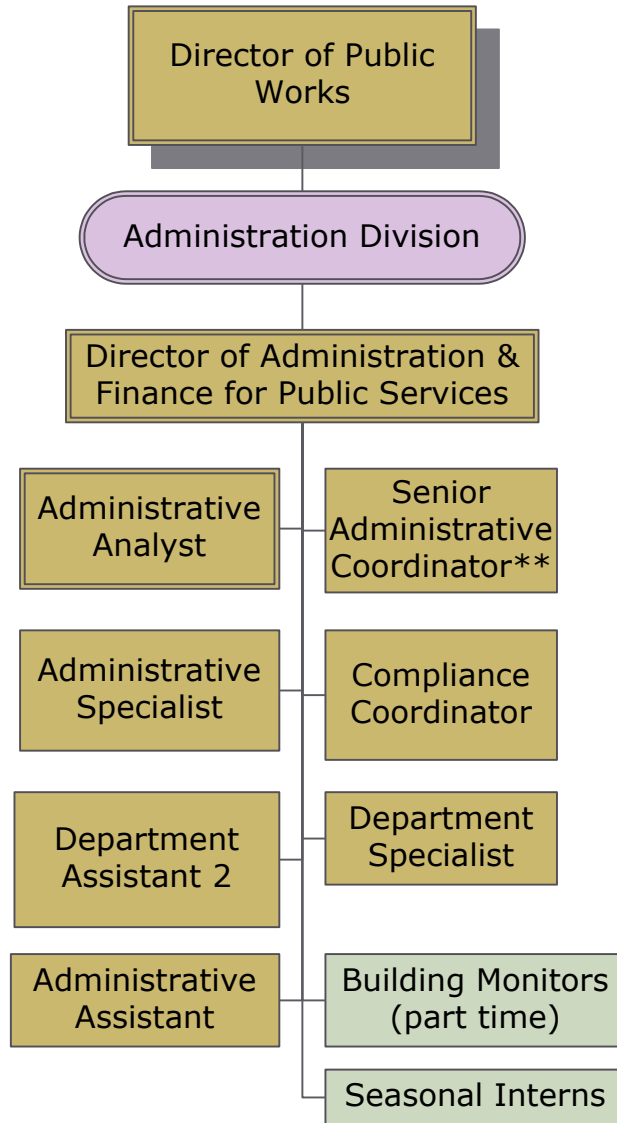 Director of Public
Works
Administration Division
Director of Administration &
Finance for Public Services
Administrative
Analyst
Senior
Administrative
Coordinator**
Administrative
Specialist
Compliance
Coordinator
Department
Assistant 2
Department
Specialist
Administrative
Assistant
Building Monitors
(part time)
Seasonal Interns